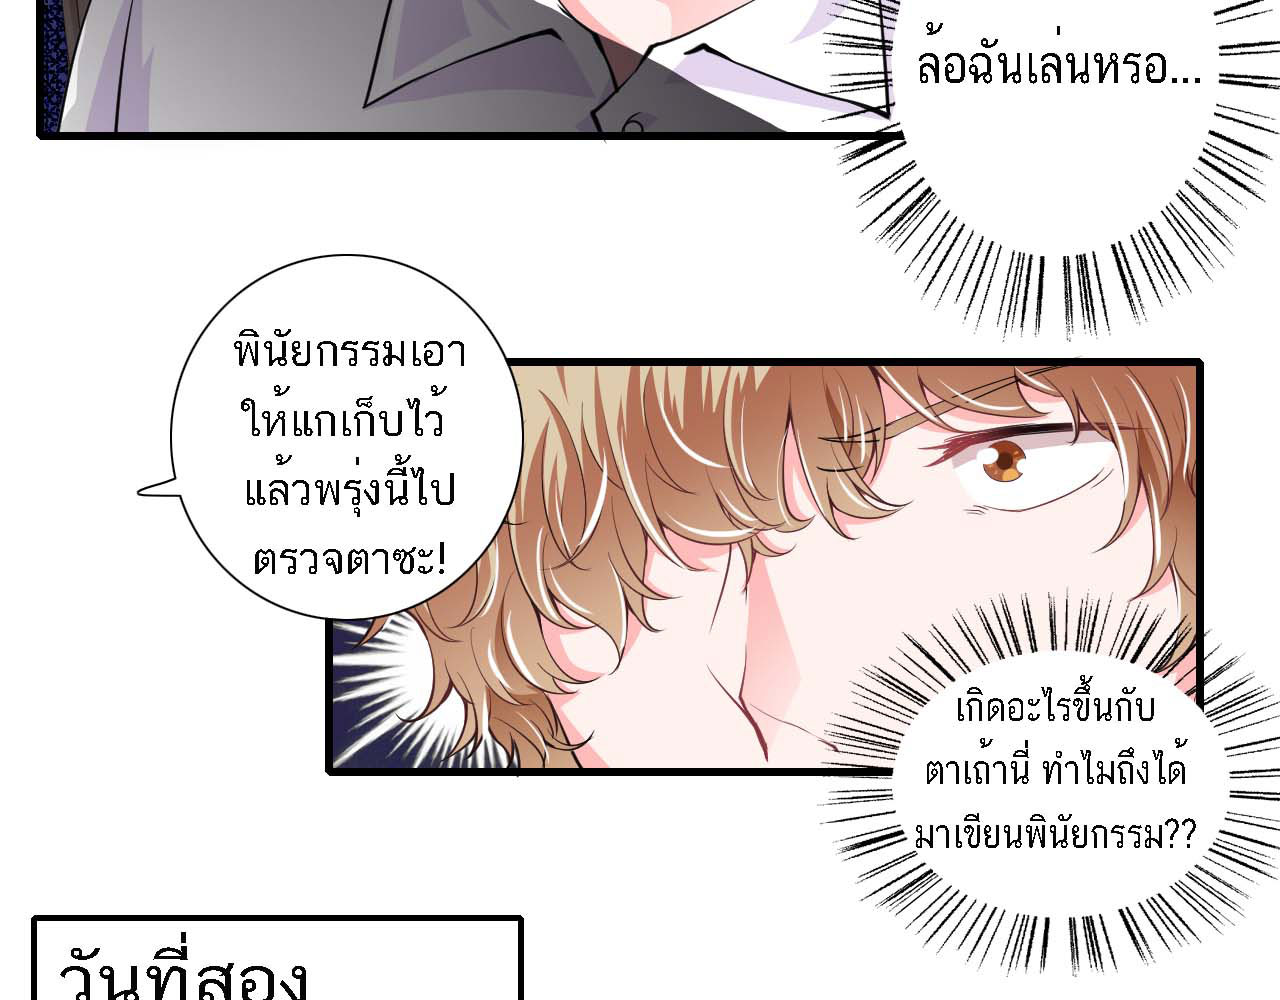 ล้อฉันเล่นหรอ...
พินัยกรรมเอา
ให้แกเก็บไว้
แล้วพรุ่งนี้ไป
ตรวจตาซะ!
เกิดอะไรขึ้นกับ
ตาเถ้านี่ ทำไมถึงได้
มาเขียนพินัยกรรม??
วันที่สอง